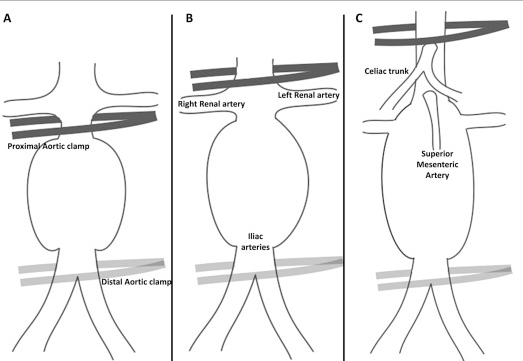 A
B
C
Celiac trunk
Right Renal artery
Left Renal artery
Proximal Aortic clamp
Superior
Mesenteric
Artery
Iliac
arteries
Distal Aortic clamp